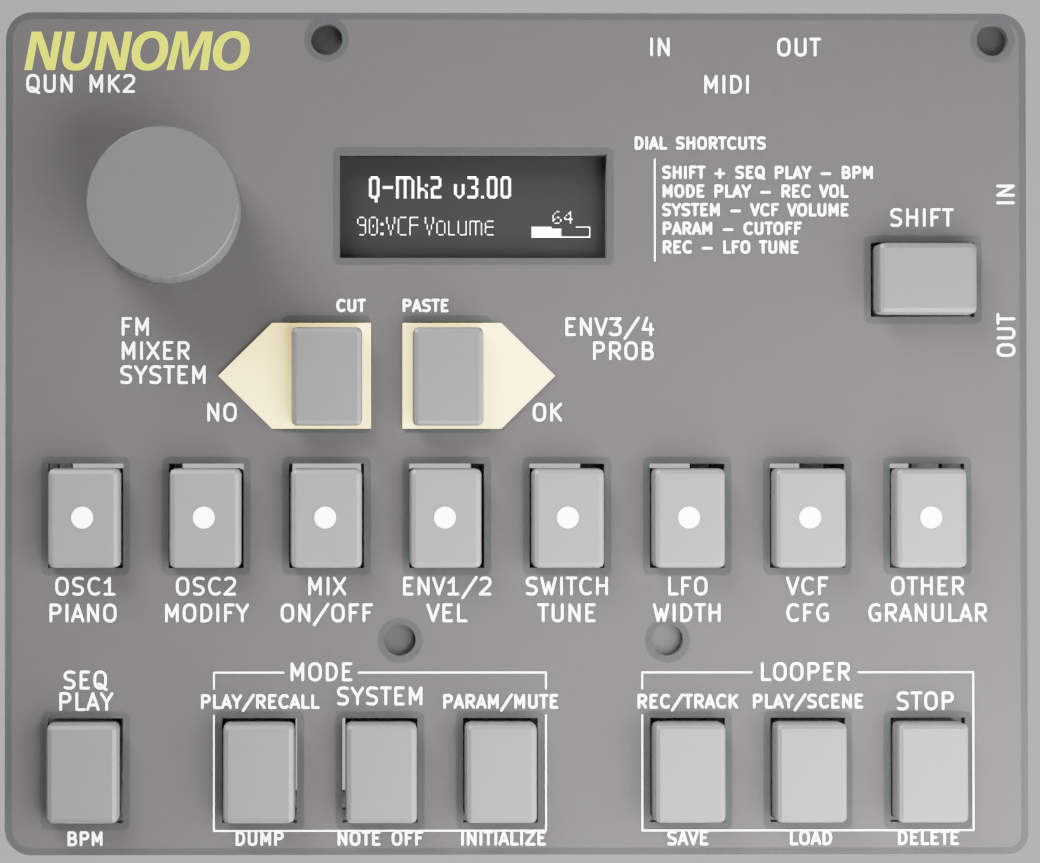 NUNOMO
QUN MK2
IN OUT
MIDI
DIAL SHORTCUTS
SHIFT + SEQ PLAY – BPM
MODE PLAY – REC VOL
SYSTEM – VCF VOLUME
PARAM – CUTOFF
REC – LFO TUNE
Q-Mk2 v3.00
90:VCF VOLUME 64
SHIFT
IN
OUT
CUT PASTE
FM
MIXER
SYSTEM
NO
ENV3/4
PROB
OK
OSC1
PIANO
OSC2
MODIFY
MIX
ON/OFF
ENV1/2
VEL
SWITCH
TUNE
LFO
WIDTH
VCF
CFG
OTHER
GRANULAR
SEQ
PLAY
BPM
MODE
PLAY/RECALL SYSTEM PARAM/MUTE
DUMP NOTE OFF INITIALIZE
LOOPER
REC/TRACK PLAY/SCENE STOP
SAVE LOAD DELETE